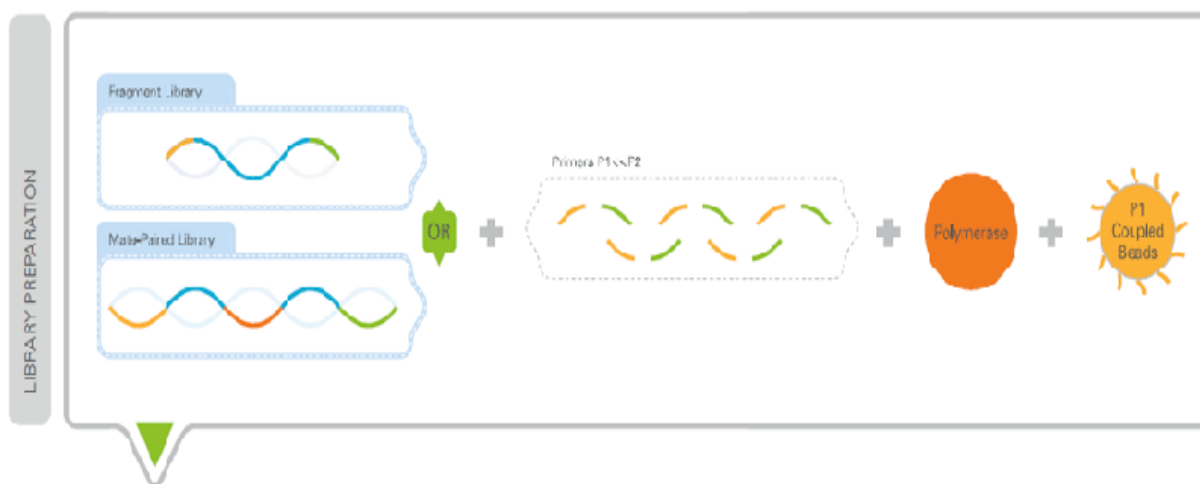 LIBRARY PREPARATION
Fragment Library
Mate-Paired Library
OR
Primers P1
P2
Polymerase
P1
Coupled
Beads